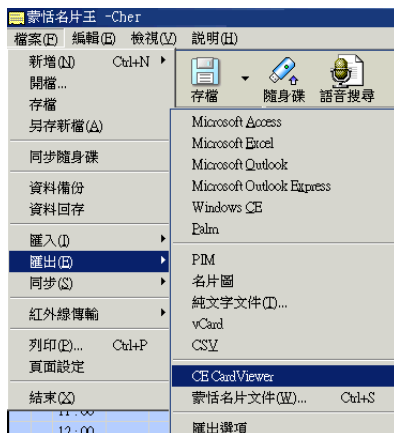 蒙恬名片王 -Cher
檔案(F) 編輯(E) 檢視(V) 説明(H)
新增(N) Ctrl+N
開檔...
存檔
另存新檔(A)
同步隨身碟
資料備份
資料回存
匯入(I)
匯出(E)
同步(S)
紅外線傳輸
列印(P)... Ctrl+P
頁面設定
結束(X)
11:00
12:00
存檔 隨身碟 語音搜尋
Microsoft Access
Microsoft Excel
Microsoft Outlook
Microsoft Outlook Express
Windows CE
Palm
PIM
名片圖
純文字文件(T)...
vCard
CSV
CE CardViewer
蒙恬名片文件(W)... Ctrl+S
匯出選項